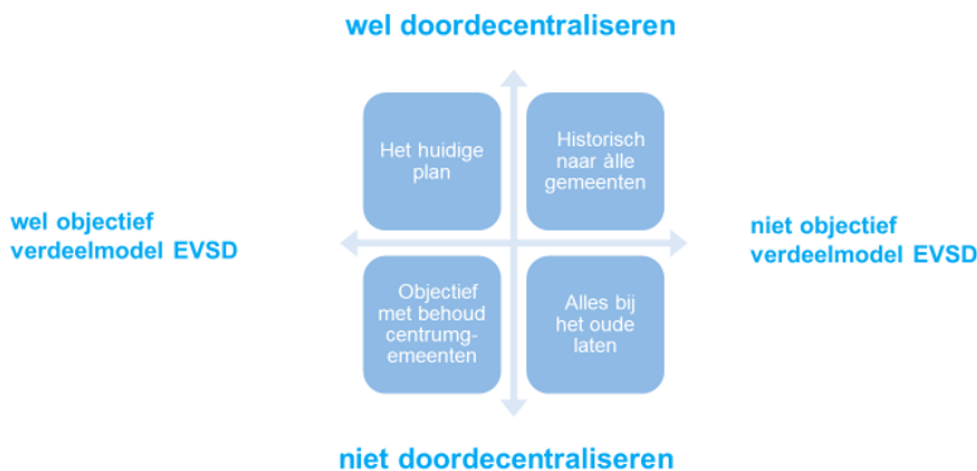 wel doordecentraliseren
Het huidige
plan
Historisch
naar àlle
gemeenten
wel objectief
verdeelmodel EVSD
niet objectief
verdeelmodel EVSD
Objectief
met behoud
centrumg-
emeenten
Alles bij
het oude
laten
niet doordecentraliseren